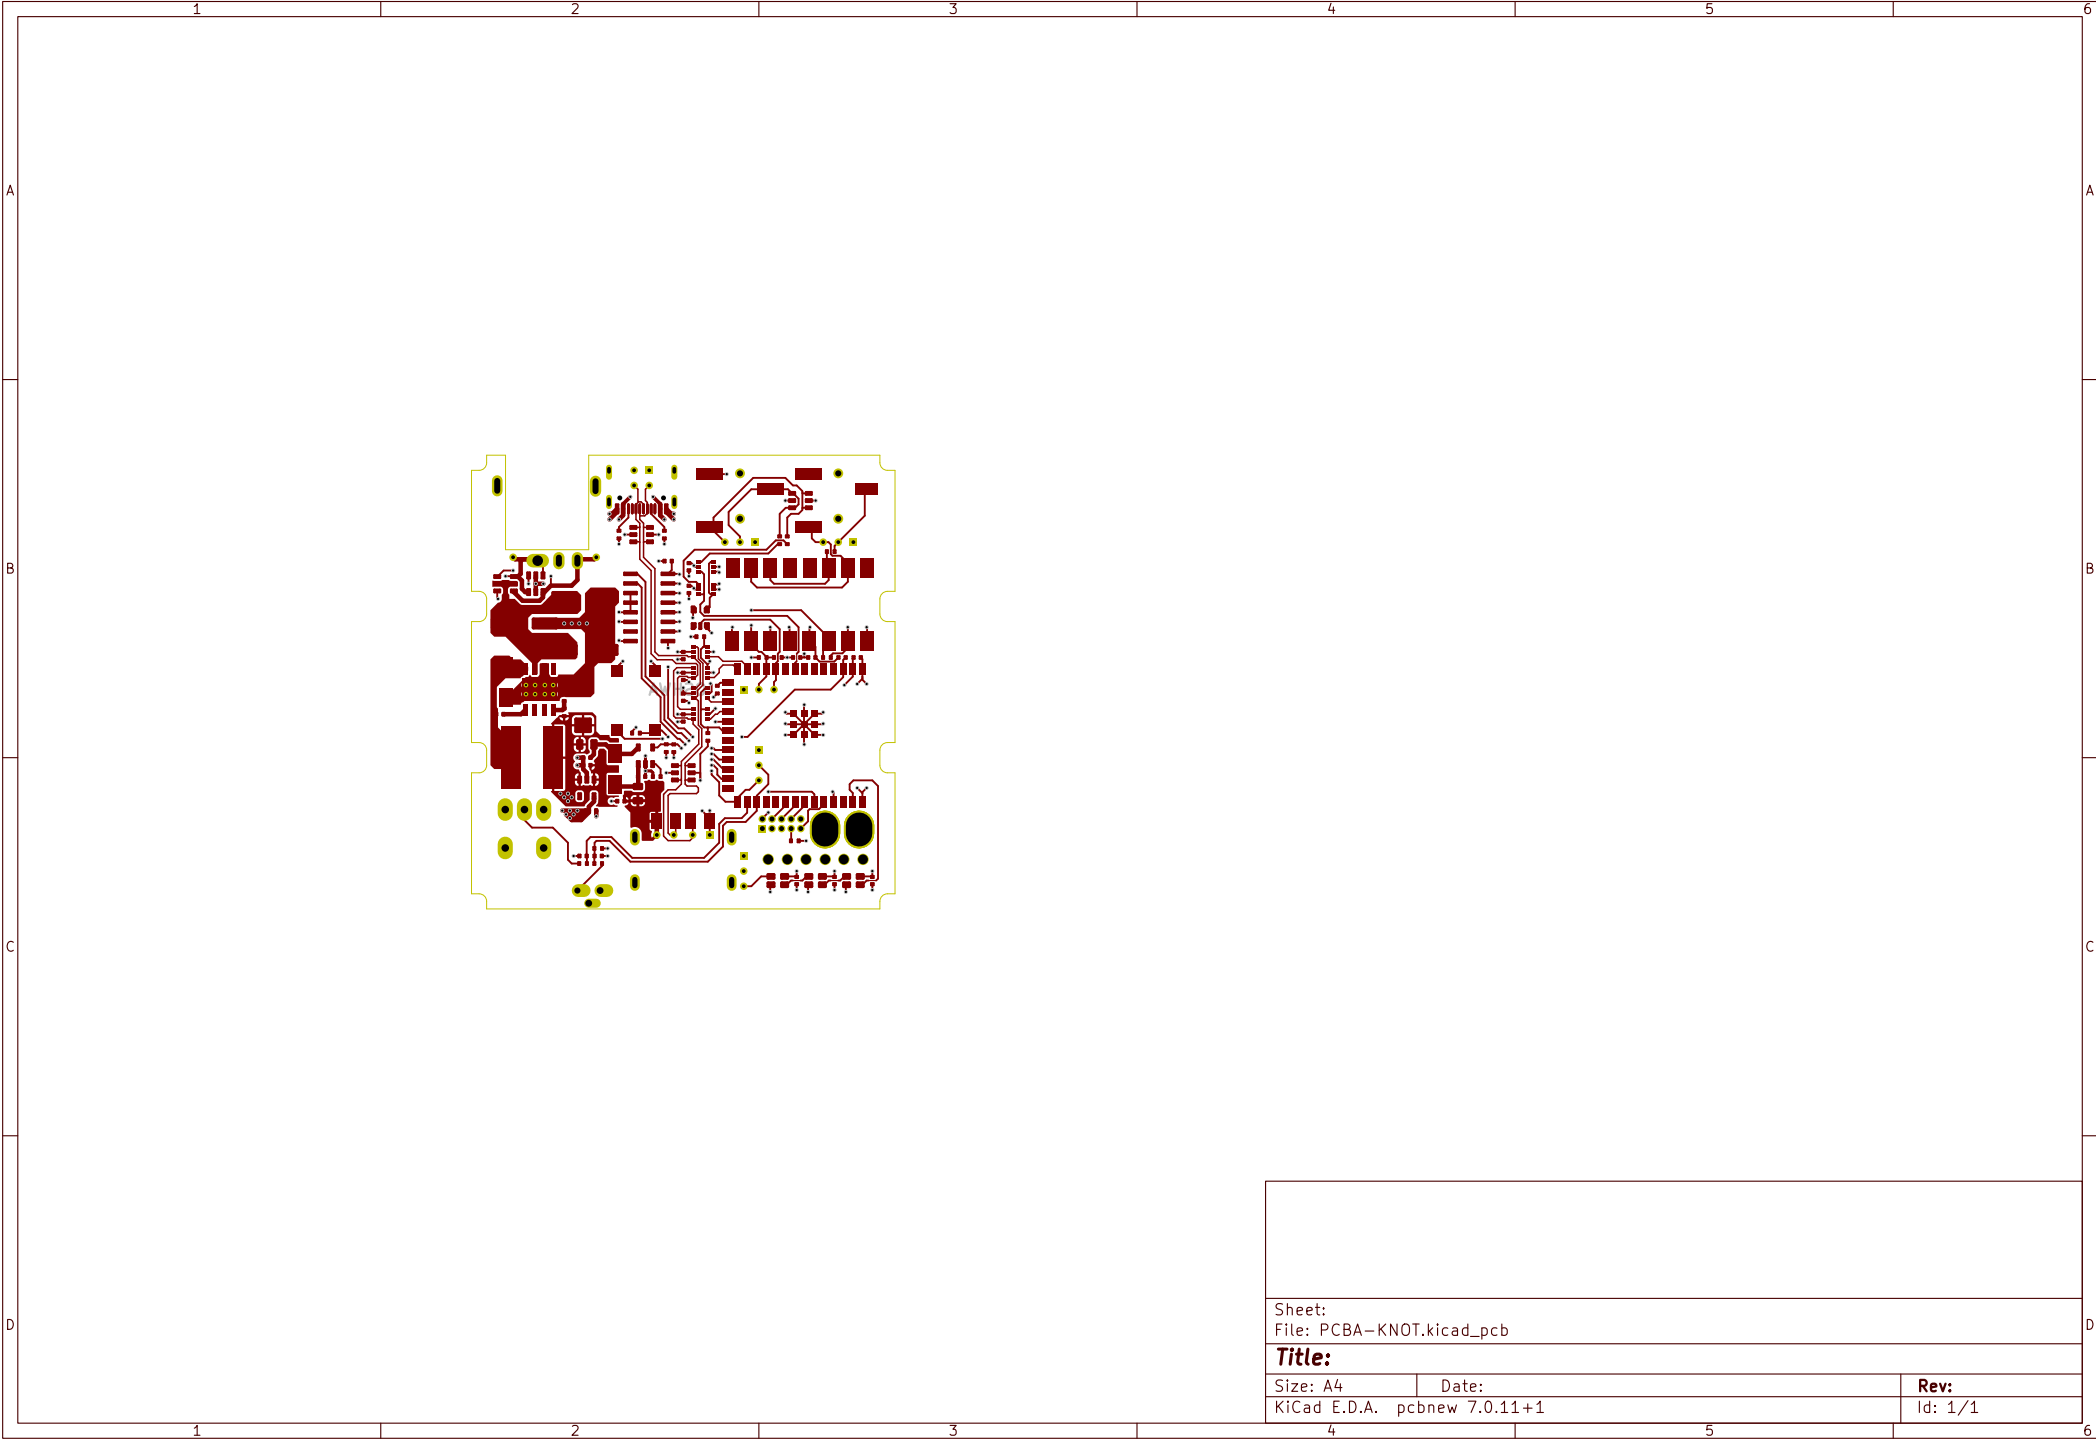 1 2 3 4 5 6
A A
B B
C C
D D
Sheet:
File: PCBA-KNOT.kicad_pcb
Title:
Size: A4 Date: Rev:
KiCad E.D.A. pcbnew 7.0.11+1 Id: 1/1
1 2 3 4 5 6